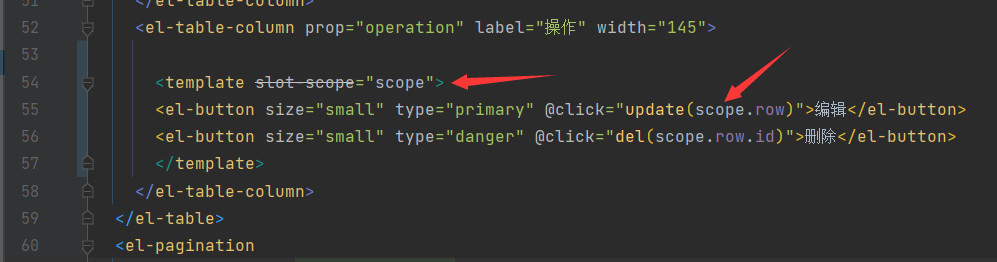 51 </el-table-column>
52 <el-table-column prop="operation" label="操作" width="145">
53
54 <template slot-scope="scope">
55 <el-button size="small" type="primary" @click="update(scope.row)">编辑</el-button>
56 <el-button size="small" type="danger" @click="del(scope.row.id)">删除</el-button>
57 </template>
58 </el-table-column>
59 </el-table>
60 <el-pagination